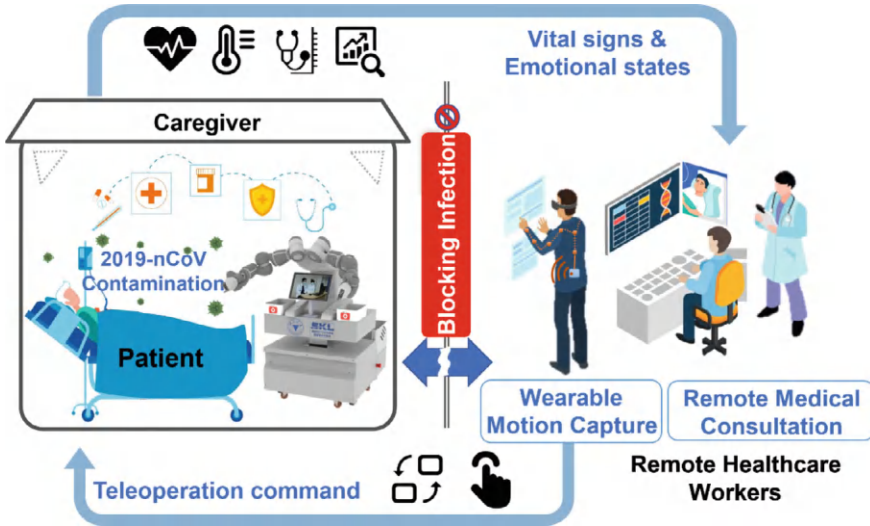 Vital signs &
Emotional states
Caregiver
2019-nCoV
Contamination
Patient
Blocking Infection
Wearable
Motion Capture
Remote Medical
Consultation
Remote Healthcare
Workers
Teleoperation command